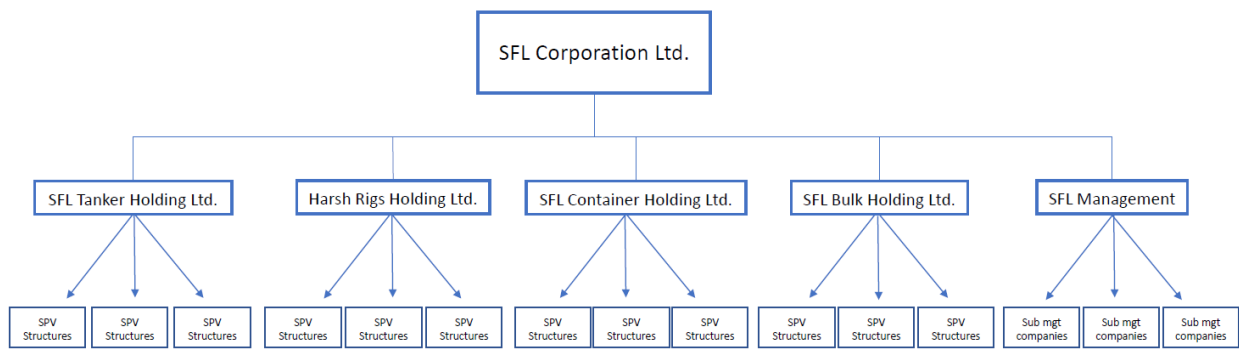 SFL Corporation Ltd.
SFL Tanker Holding Ltd.
Harsh Rigs Holding Ltd.
SFL Container Holding Ltd.
SFL Bulk Holding Ltd.
SFL Management
SPV
Structures
SPV
Structures
SPV
Structures
SPV
Structures
SPV
Structures
SPV
Structures
SPV
Structures
SPV
Structures
SPV
Structures
SPV
Structures
SPV
Structures
SPV
Structures
Sub mgt
companies
Sub mgt
companies
Sub mgt
companies